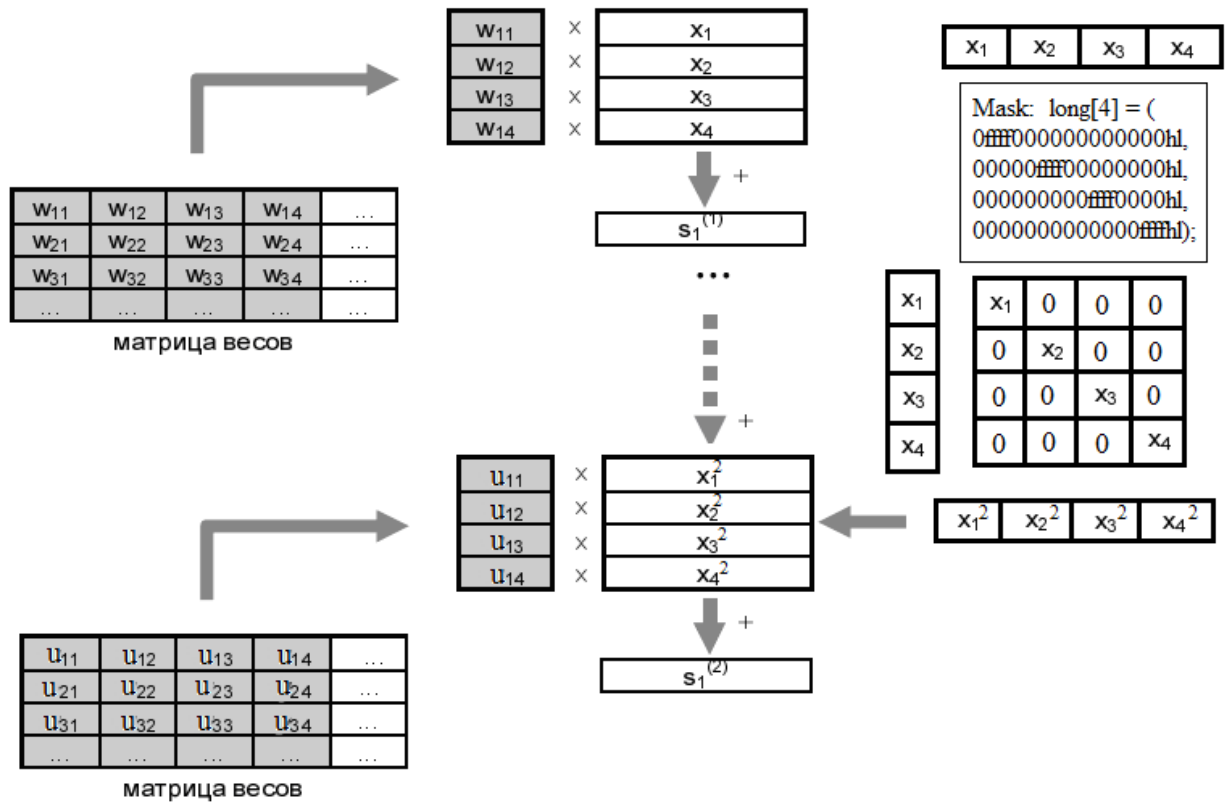 w₁₁ × x₁
w₁₂ × x₂
w₁₃ × x₃
w₁₄ × x₄
+
s₁⁽¹⁾
...
+
w₁₁ w₁₂ w₁₃ w₁₄ ...
w₂₁ w₂₂ w₂₃ w₂₄ ...
w₃₁ w₃₂ w₃₃ w₃₄ ...
... ... ... ... ...
матрица весов
x₁ x₂ x₃ x₄
Mask: long[4] = (
0ffff000000000000hl,
00000ffff00000000hl,
000000000ffff0000hl,
0000000000000ffffhl);
x₁
x₂
x₃
x₄
x₁ 0 0 0
0 x₂ 0 0
0 0 x₃ 0
0 0 0 x₄
u₁₁ × x₁²
u₁₂ × x₂²
u₁₃ × x₃²
u₁₄ × x₄²
x₁² x₂² x₃² x₄²
+
s₁⁽²⁾
u₁₁ u₁₂ u₁₃ u₁₄ ...
u₂₁ u₂₂ u₂₃ u₂₄ ...
u₃₁ u₃₂ u₃₃ u₃₄ ...
... ... ... ... ...
матрица весов